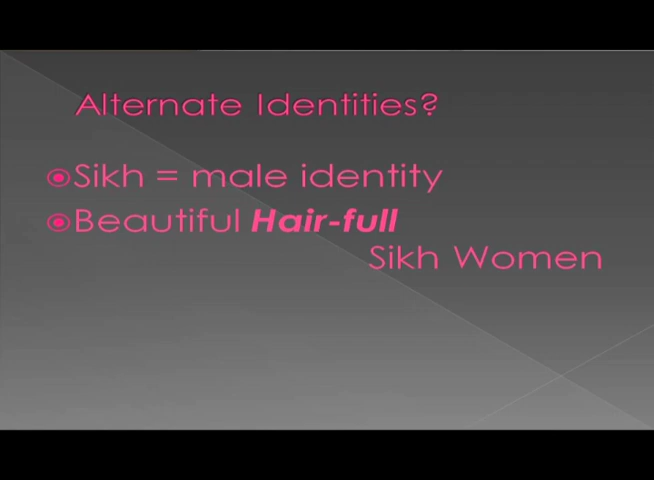 Alternate Identities?
Sikh = male identity
Beautiful Hair-full
Sikh Women